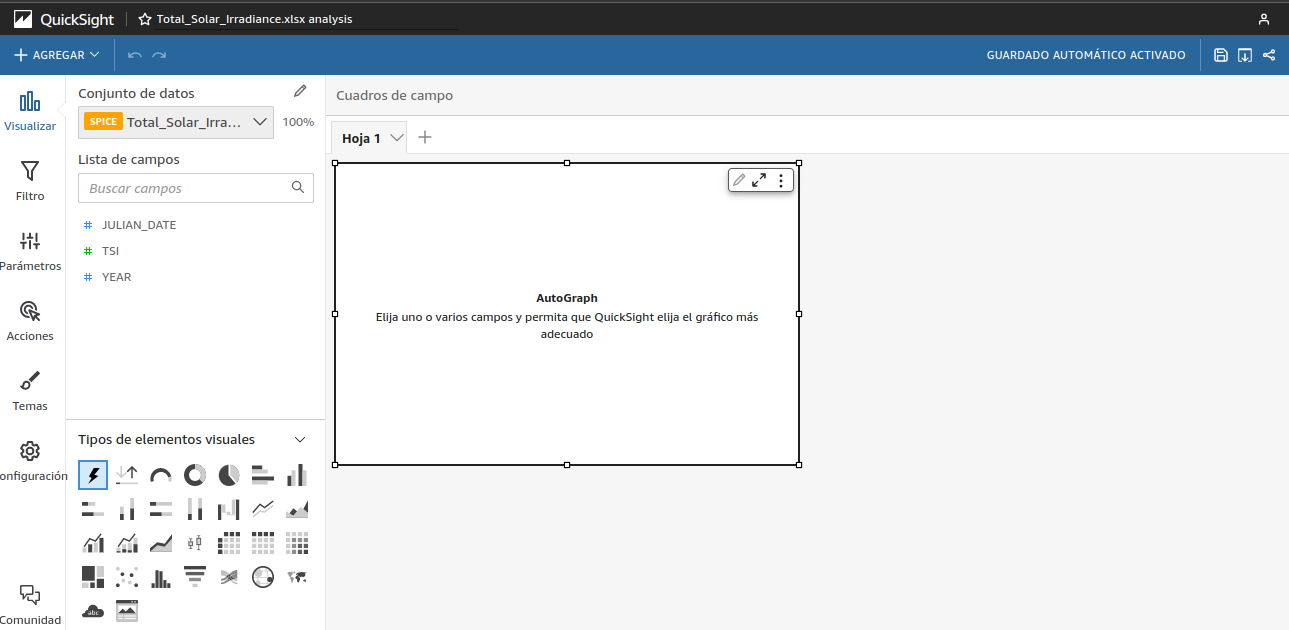 QuickSight
Total_Solar_Irradiance.xlsx analysis
AGREGAR
GUARDADO AUTOMÁTICO ACTIVADO
Visualizar
Filtro
Parámetros
Acciones
Temas
onfiguración
Comunidad
Conjunto de datos
SPICE Total_Solar_Irra... 100%
Lista de campos
Buscar campos
# JULIAN_DATE
# TSI
# YEAR
Tipos de elementos visuales
abc
Cuadros de campo
Hoja 1
AutoGraph
Elija uno o varios campos y permita que QuickSight elija el gráfico más
adecuado